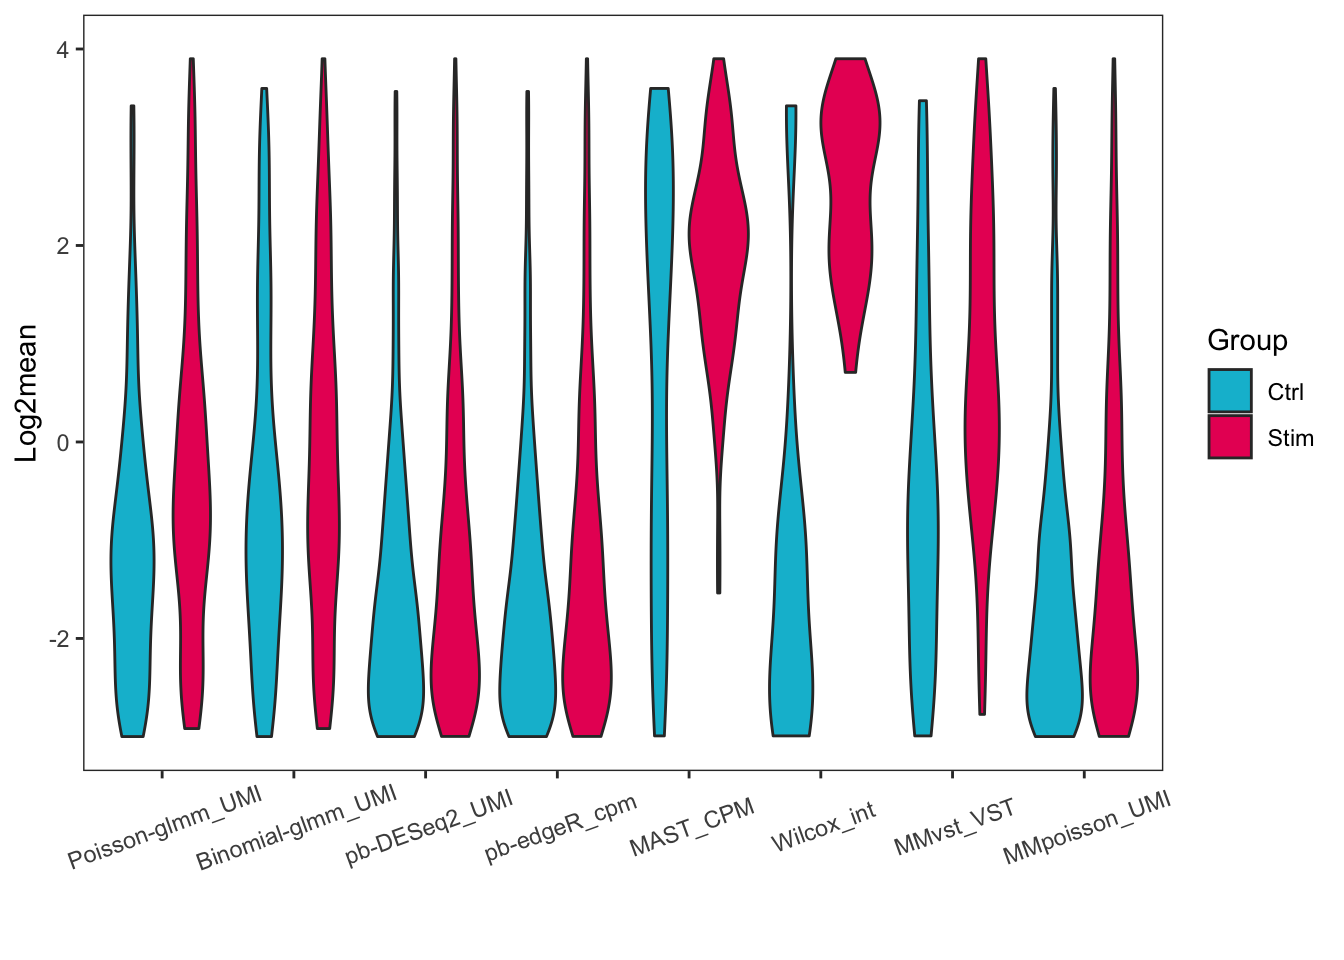 Log2mean
4
2
0
-2
Poisson-glmm_UMI
Binomial-glmm_UMI
pb-DESeq2_UMI
pb-edgeR_cpm
MAST_CPM
Wilcox_int
MMvst_VST
MMpoisson_UMI
Group
Ctrl
Stim